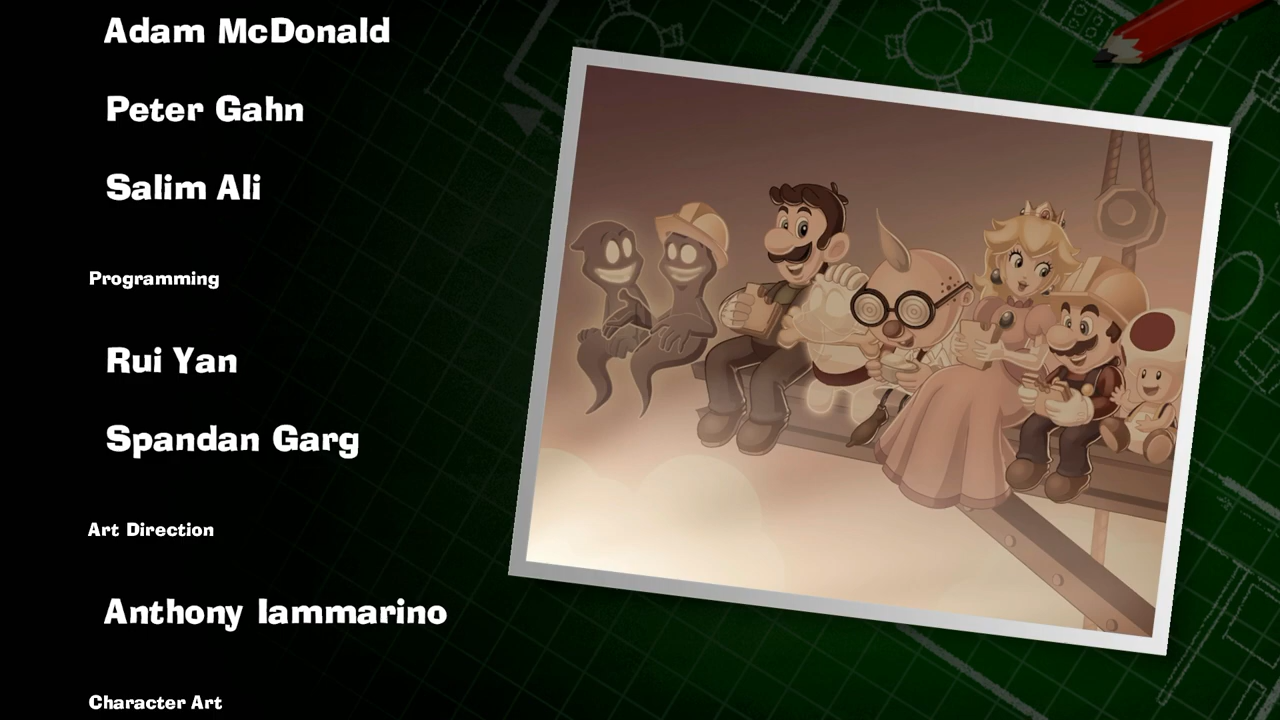 Adam McDonald
Peter Gahn
Salim Ali
Programming
Rui Yan
Spandan Garg
Art Direction
Anthony Iammarino
Character Art